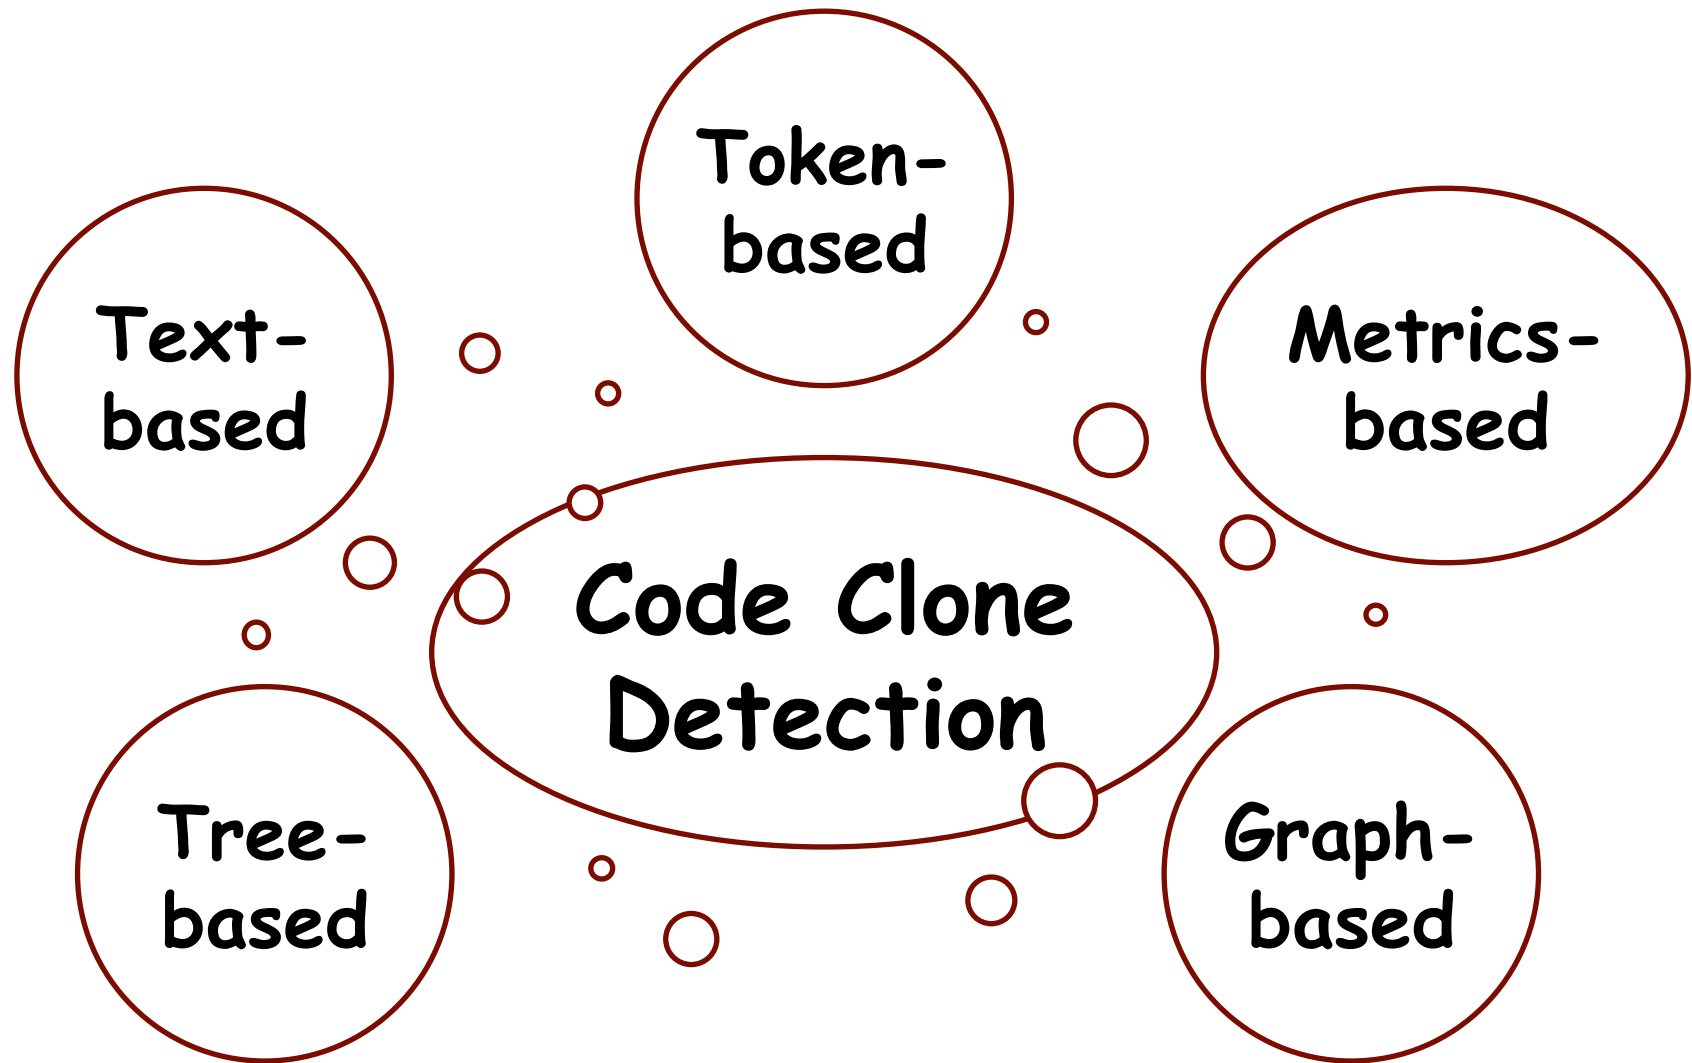 Token-
based
Text-
based
Metrics-
based
Code Clone
Detection
Tree-
based
Graph-
based